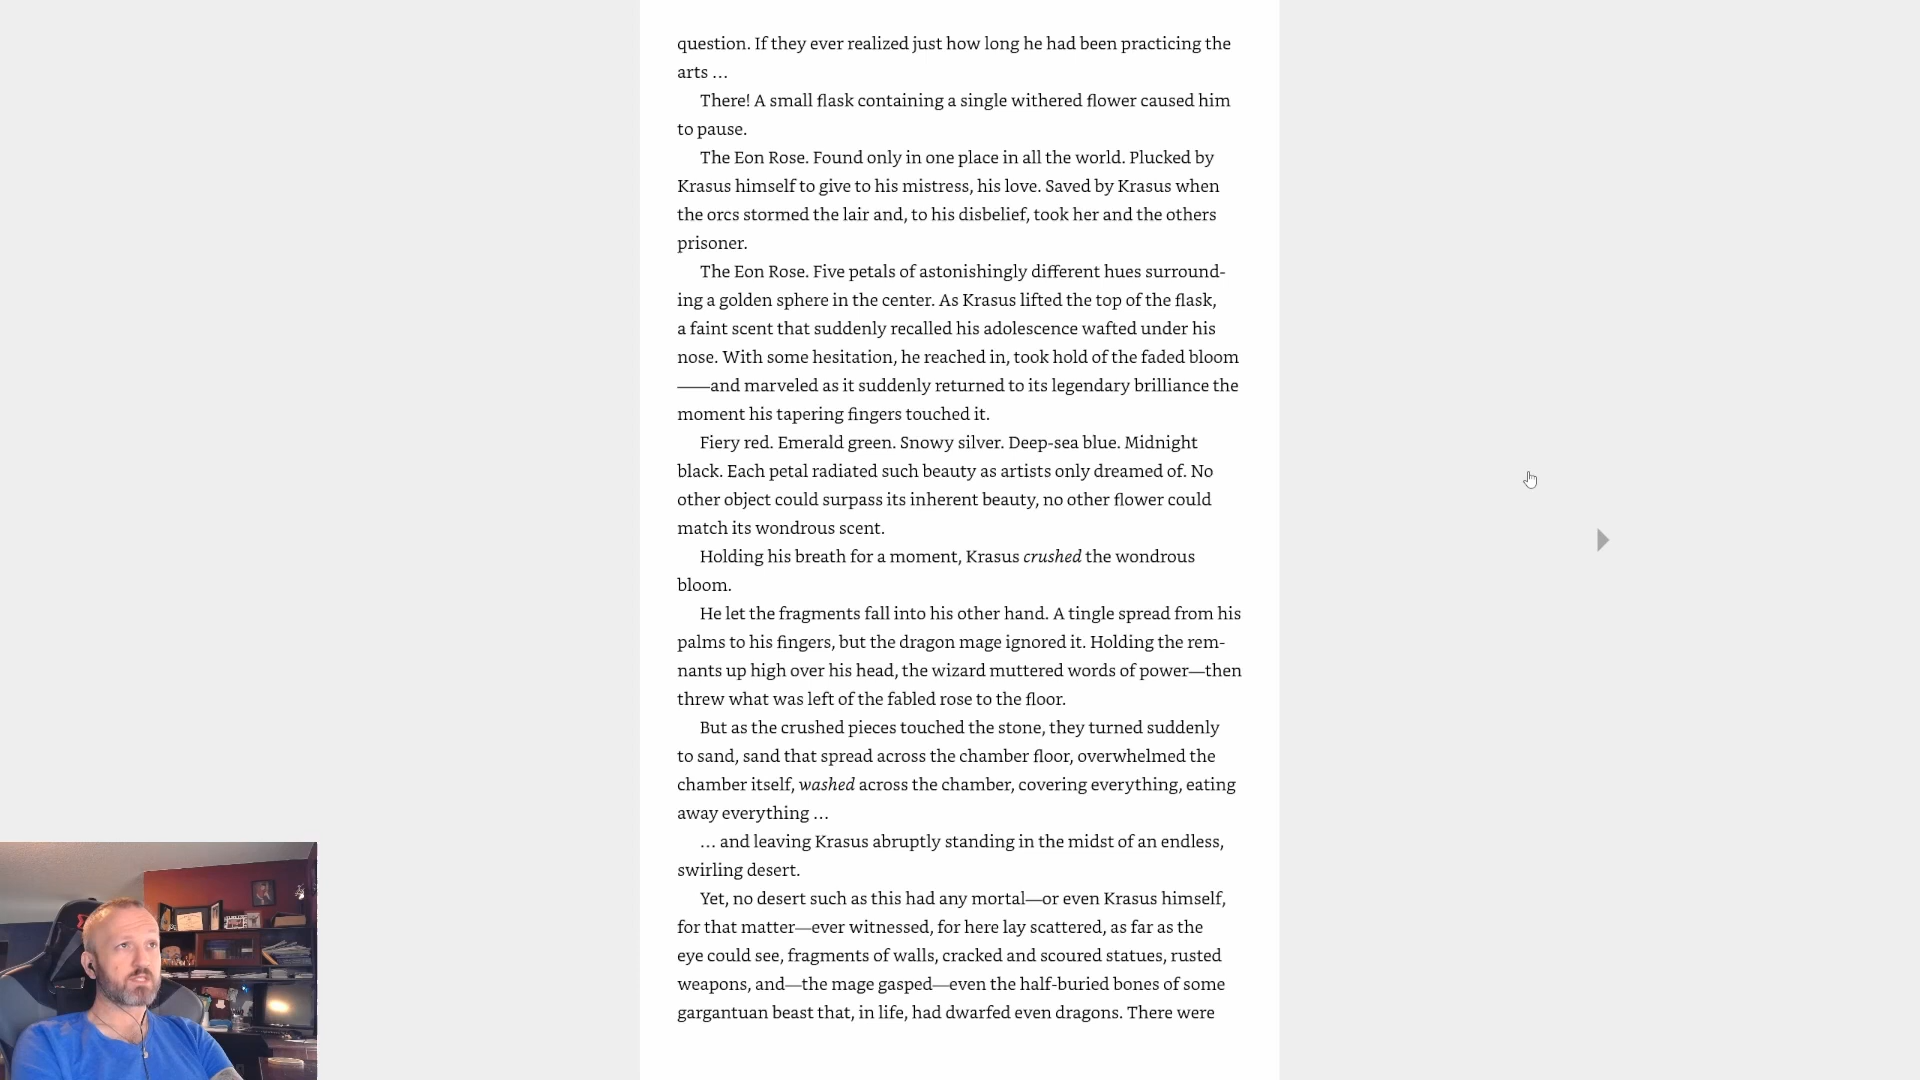 question. If they ever realized just how long he had been practicing the
arts …
There! A small flask containing a single withered flower caused him
to pause.
The Eon Rose. Found only in one place in all the world. Plucked by
Krasus himself to give to his mistress, his love. Saved by Krasus when
the orcs stormed the lair and, to his disbelief, took her and the others
prisoner.
The Eon Rose. Five petals of astonishingly different hues surround-
ing a golden sphere in the center. As Krasus lifted the top of the flask,
a faint scent that suddenly recalled his adolescence wafted under his
nose. With some hesitation, he reached in, took hold of the faded bloom
——and marveled as it suddenly returned to its legendary brilliance the
moment his tapering fingers touched it.
Fiery red. Emerald green. Snowy silver. Deep-sea blue. Midnight
black. Each petal radiated such beauty as artists only dreamed of. No
other object could surpass its inherent beauty, no other flower could
match its wondrous scent.
Holding his breath for a moment, Krasus crushed the wondrous
bloom.
He let the fragments fall into his other hand. A tingle spread from his
palms to his fingers, but the dragon mage ignored it. Holding the rem-
nants up high over his head, the wizard muttered words of power—then
threw what was left of the fabled rose to the floor.
But as the crushed pieces touched the stone, they turned suddenly
to sand, sand that spread across the chamber floor, overwhelmed the
chamber itself, washed across the chamber, covering everything, eating
away everything …
… and leaving Krasus abruptly standing in the midst of an endless,
swirling desert.
Yet, no desert such as this had any mortal—or even Krasus himself,
for that matter—ever witnessed, for here lay scattered, as far as the
eye could see, fragments of walls, cracked and scoured statues, rusted
weapons, and—the mage gasped—even the half-buried bones of some
gargantuan beast that, in life, had dwarfed even dragons. There were